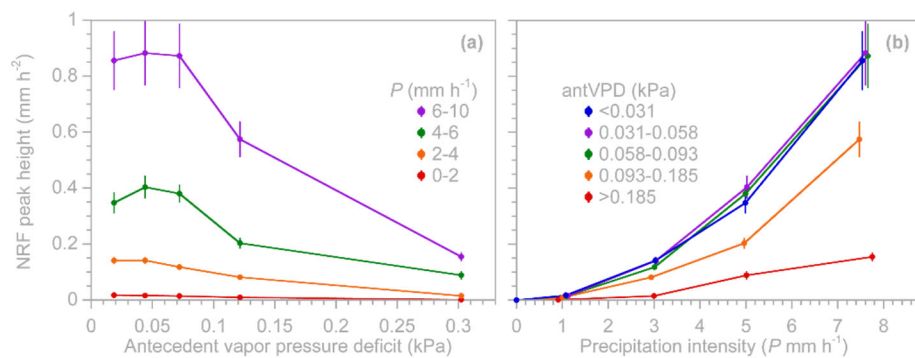 1
0.8
0.6
0.4
0.2
0
NRF peak height (mm h⁻²)
(a)
P (mm h⁻¹)
6-10
4-6
2-4
0-2
0 0.05 0.1 0.15 0.2 0.25 0.3
Antecedent vapor pressure deficit (kPa)
(b)
antVPD (kPa)
<0.031
0.031-0.058
0.058-0.093
0.093-0.185
>0.185
0 1 2 3 4 5 6 7 8
Precipitation intensity (P mm h⁻¹)